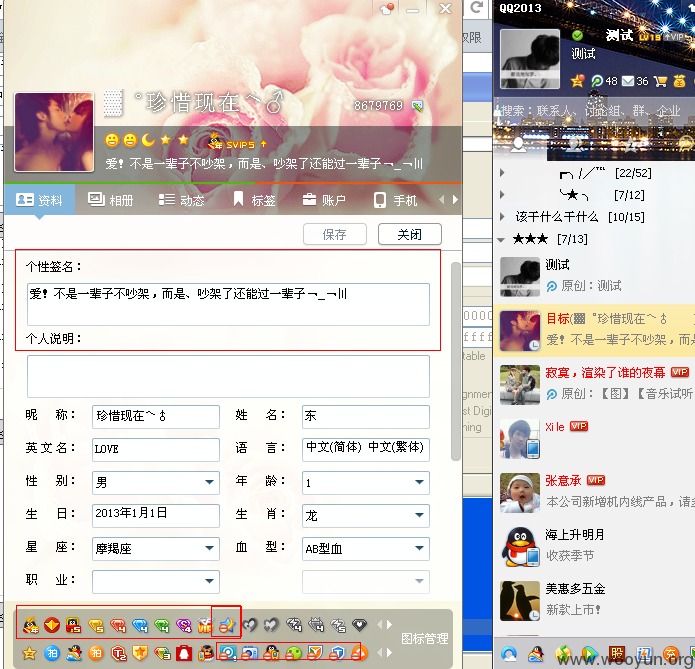 珍惜现在へ♂
8679769
SVIP5
爱! 不是一辈子不吵架，而是、吵架了还能过一辈子¬_¬||
资料
相册
动态
标签
账户
手机
保存
关闭
个性签名：
爱! 不是一辈子不吵架，而是、吵架了还能过一辈子¬_¬||
个人说明：
昵 称： 珍惜现在へ♂ 姓 名： 东
英文名： LOVE 语 言： 中文(简体) 中文(繁体)
性 别： 男 年 龄： 1
生 日： 2013年1月1日 生 肖： 龙
星 座： 摩羯座 血 型： AB型血
职 业：
图标管理
权限
table
QQ2013
测试 LV19 VIP
测试
48
36
搜索：联系人、讨论组、群、企业
[22/52]
[7/12]
该干什么干什么 [10/15]
★★★ [7/13]
测试
原创：测试
目标(珍惜现在へ♂
爱! 不是一辈子不吵架，而是
寂寞，渲染了谁的夜幕 VIP
原创：【图】【音乐试听
Xile VIP
张意承 VIP
本公司新增机内线产品，请
海上升明月
收获季节
美惠多五金
新款上市!
www.wooyun.org